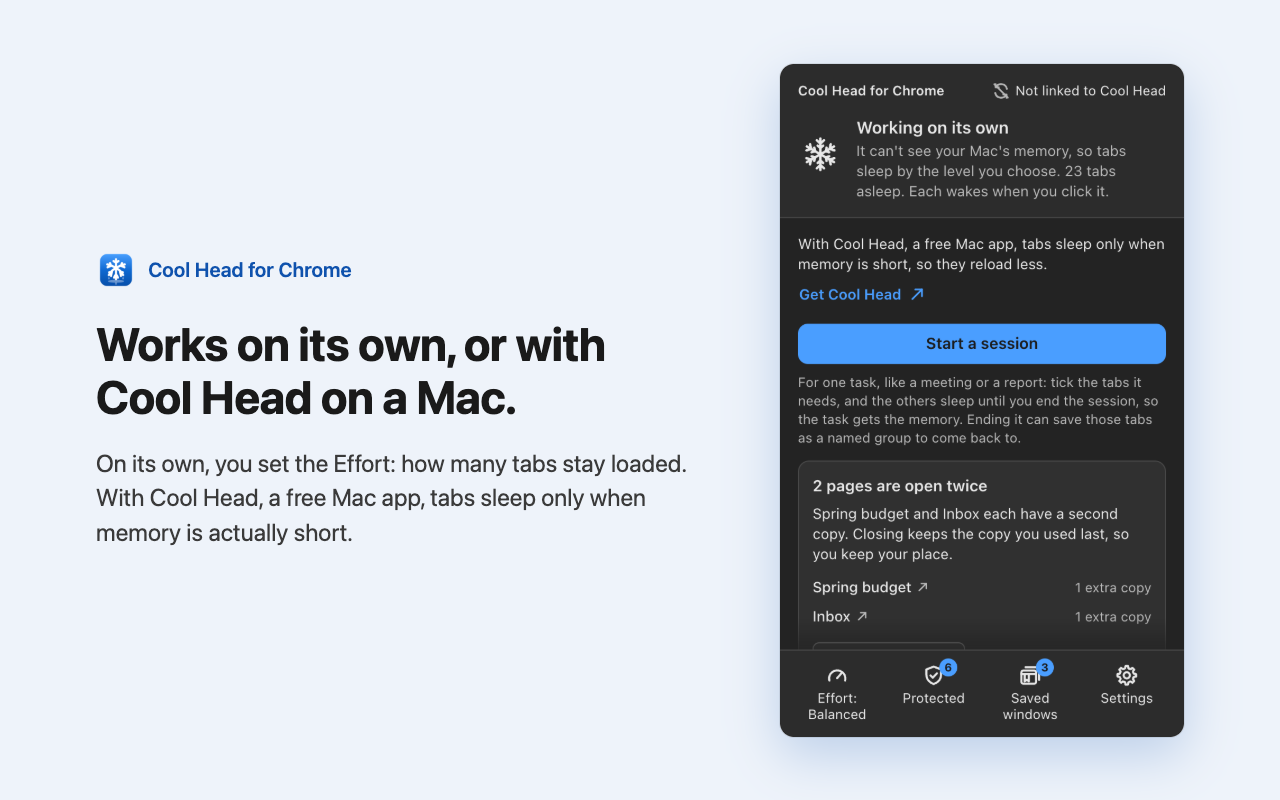 Cool Head for Chrome
Works on its own, or with
Cool Head on a Mac.
On its own, you set the Effort: how many tabs stay loaded.
With Cool Head, a free Mac app, tabs sleep only when
memory is actually short.
Cool Head for Chrome
Not linked to Cool Head
Working on its own
It can't see your Mac's memory, so tabs
sleep by the level you choose. 23 tabs
asleep. Each wakes when you click it.
With Cool Head, a free Mac app, tabs sleep only when
memory is short, so they reload less.
Get Cool Head
Start a session
For one task, like a meeting or a report: tick the tabs it
needs, and the others sleep until you end the session, so
the task gets the memory. Ending it can save those tabs
as a named group to come back to.
2 pages are open twice
Spring budget and Inbox each have a second
copy. Closing keeps the copy you used last, so
you keep your place.
Spring budget
1 extra copy
Inbox
1 extra copy
Effort:
Balanced
6
Protected
3
Saved
windows
Settings